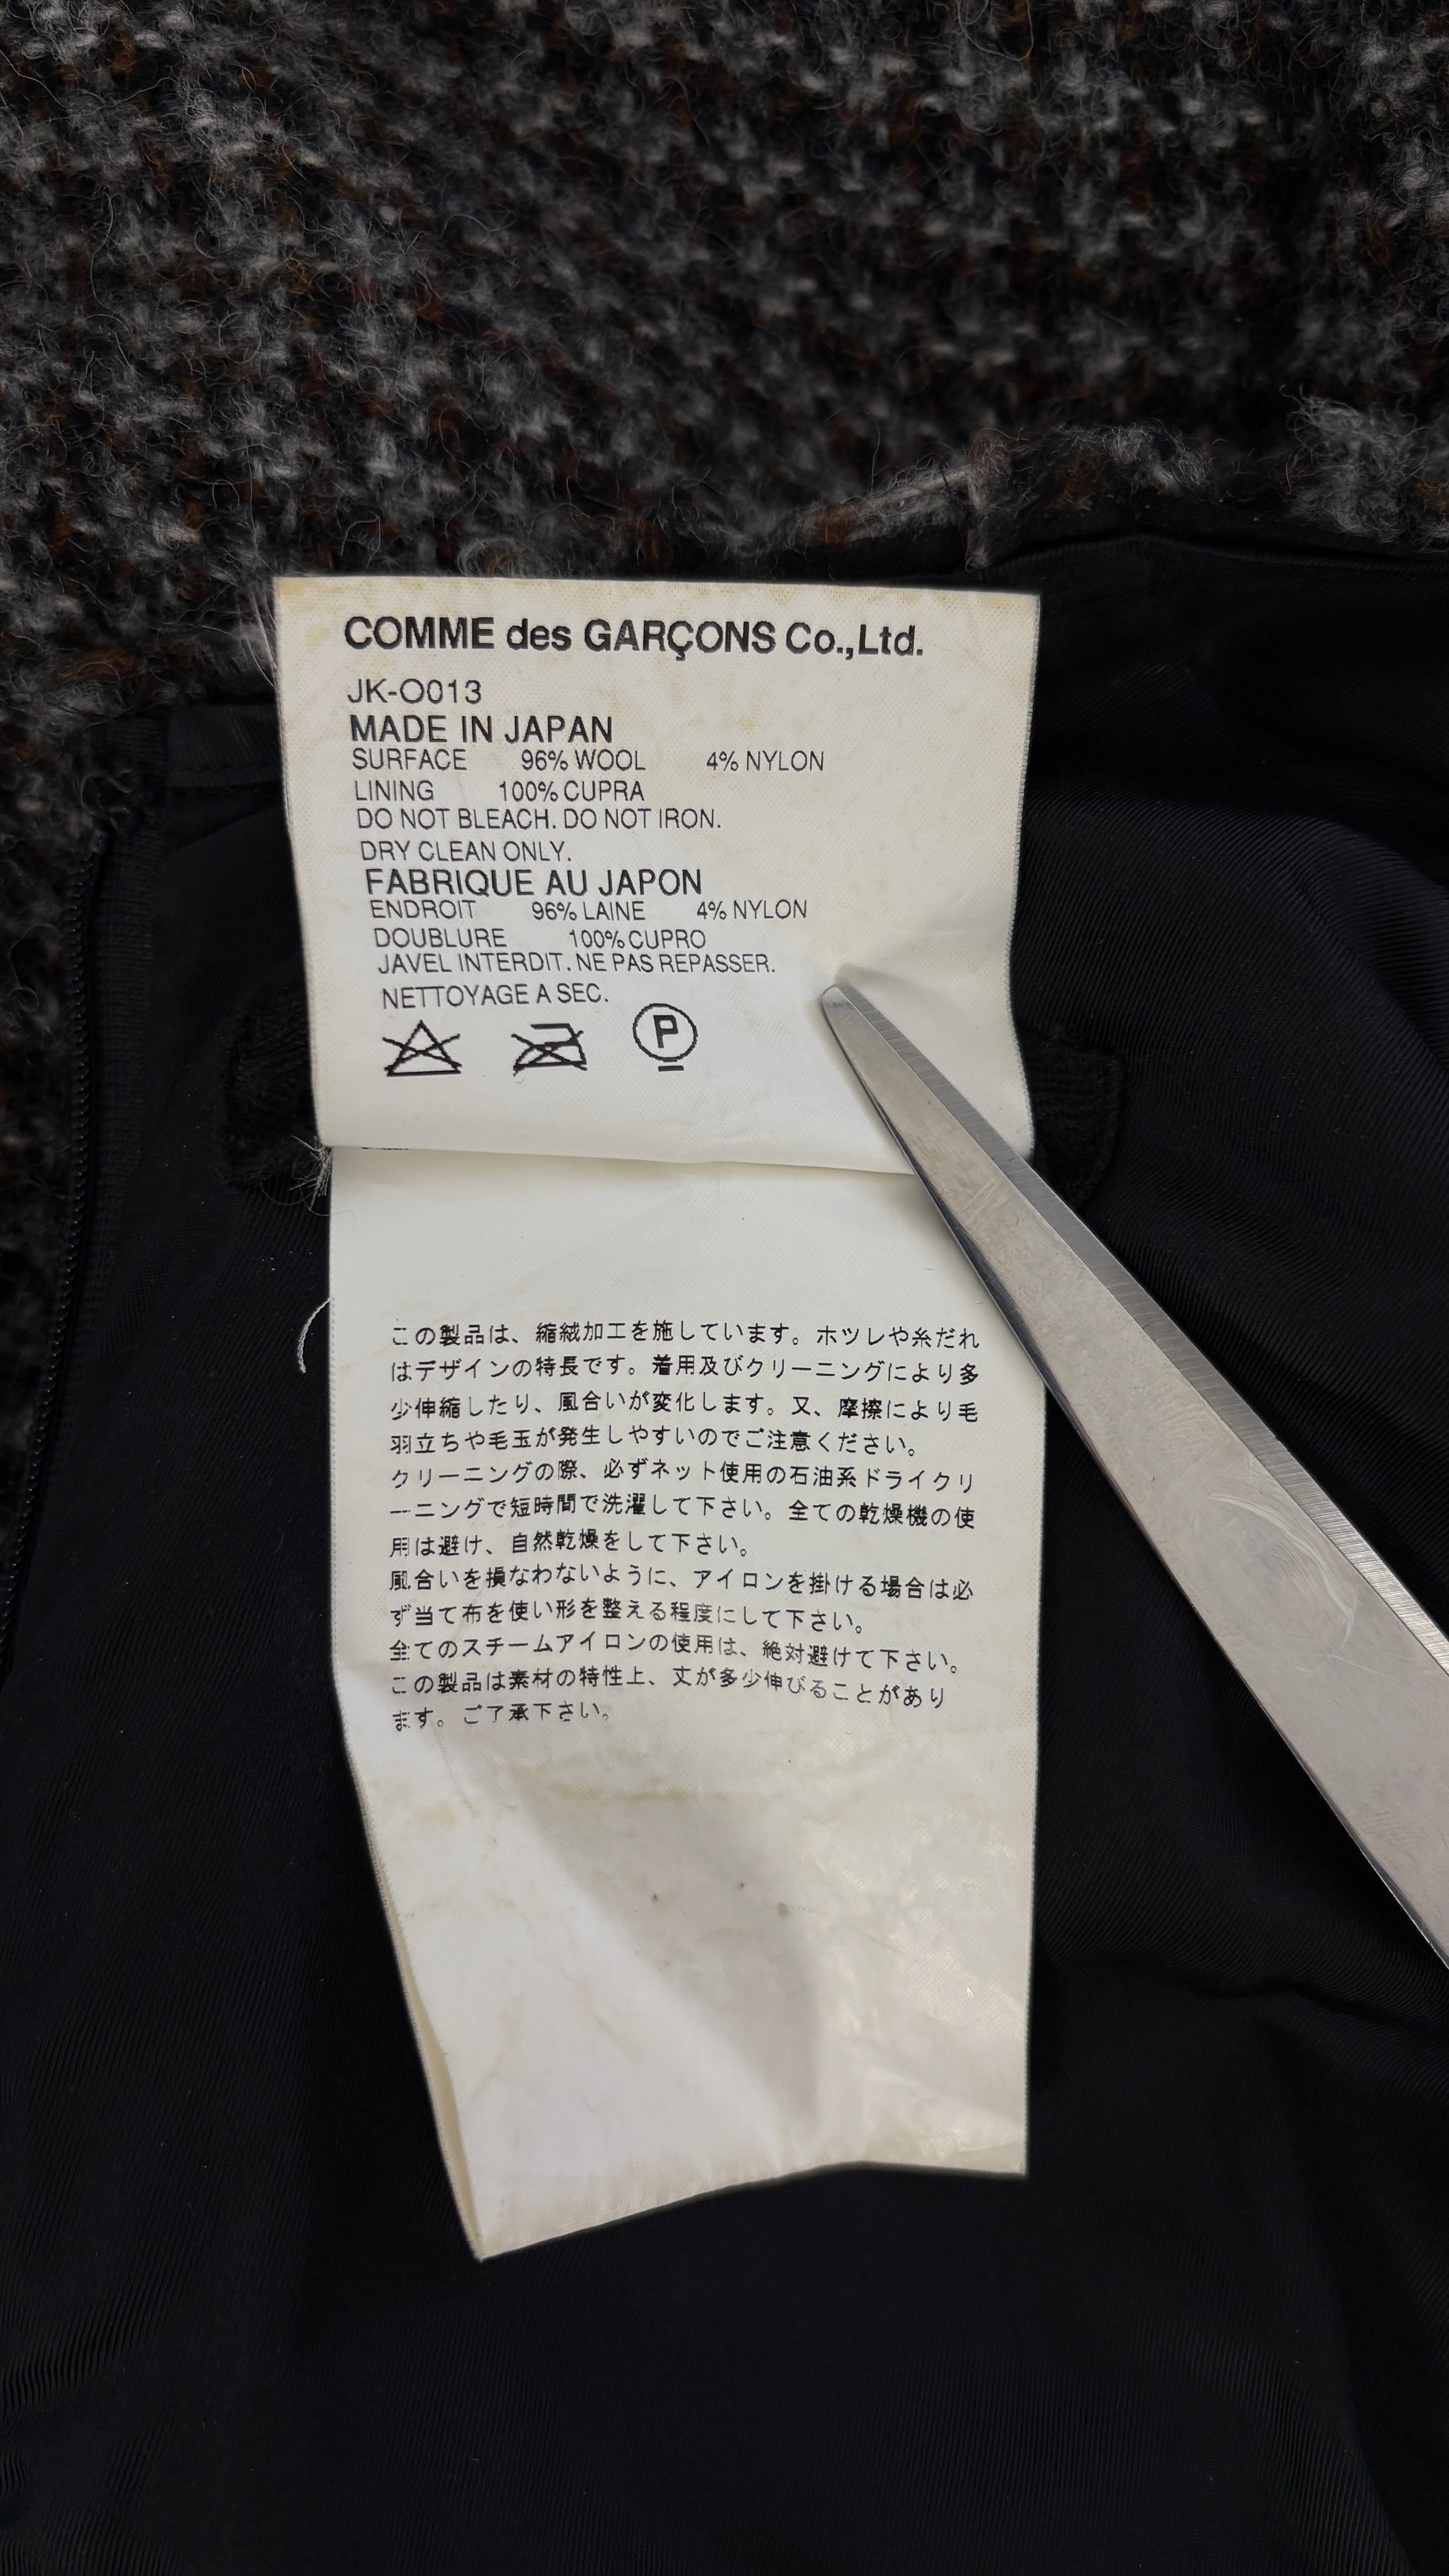 COMME des GARÇONS Co.,Ltd.
JK-O013
MADE IN JAPAN
SURFACE 96% WOOL 4% NYLON
LINING 100% CUPRA
DO NOT BLEACH. DO NOT IRON.
DRY CLEAN ONLY.
FABRIQUE AU JAPON
ENDROIT 96% LAINE 4% NYLON
DOUBLURE 100% CUPRO
JAVEL INTERDIT. NE PAS REPASSER.
NETTOYAGE A SEC.
P
この製品は、縮絨加工を施しています。ホツレや糸だれ
はデザインの特長です。着用及びクリーニングにより多
少伸縮したり、風合いが変化します。又、摩擦により毛
羽立ちや毛玉が発生しやすいのでご注意ください。
クリーニングの際、必ずネット使用の石油系ドライクリ
ーニングで短時間で洗濯して下さい。全ての乾燥機の使
用は避け、自然乾燥をして下さい。
風合いを損なわないように、アイロンを掛ける場合は必
ず当て布を使い形を整える程度にして下さい。
全てのスチームアイロンの使用は、絶対避けて下さい。
この製品は素材の特性上、丈が多少伸びることがあり
ます。ご了承下さい。